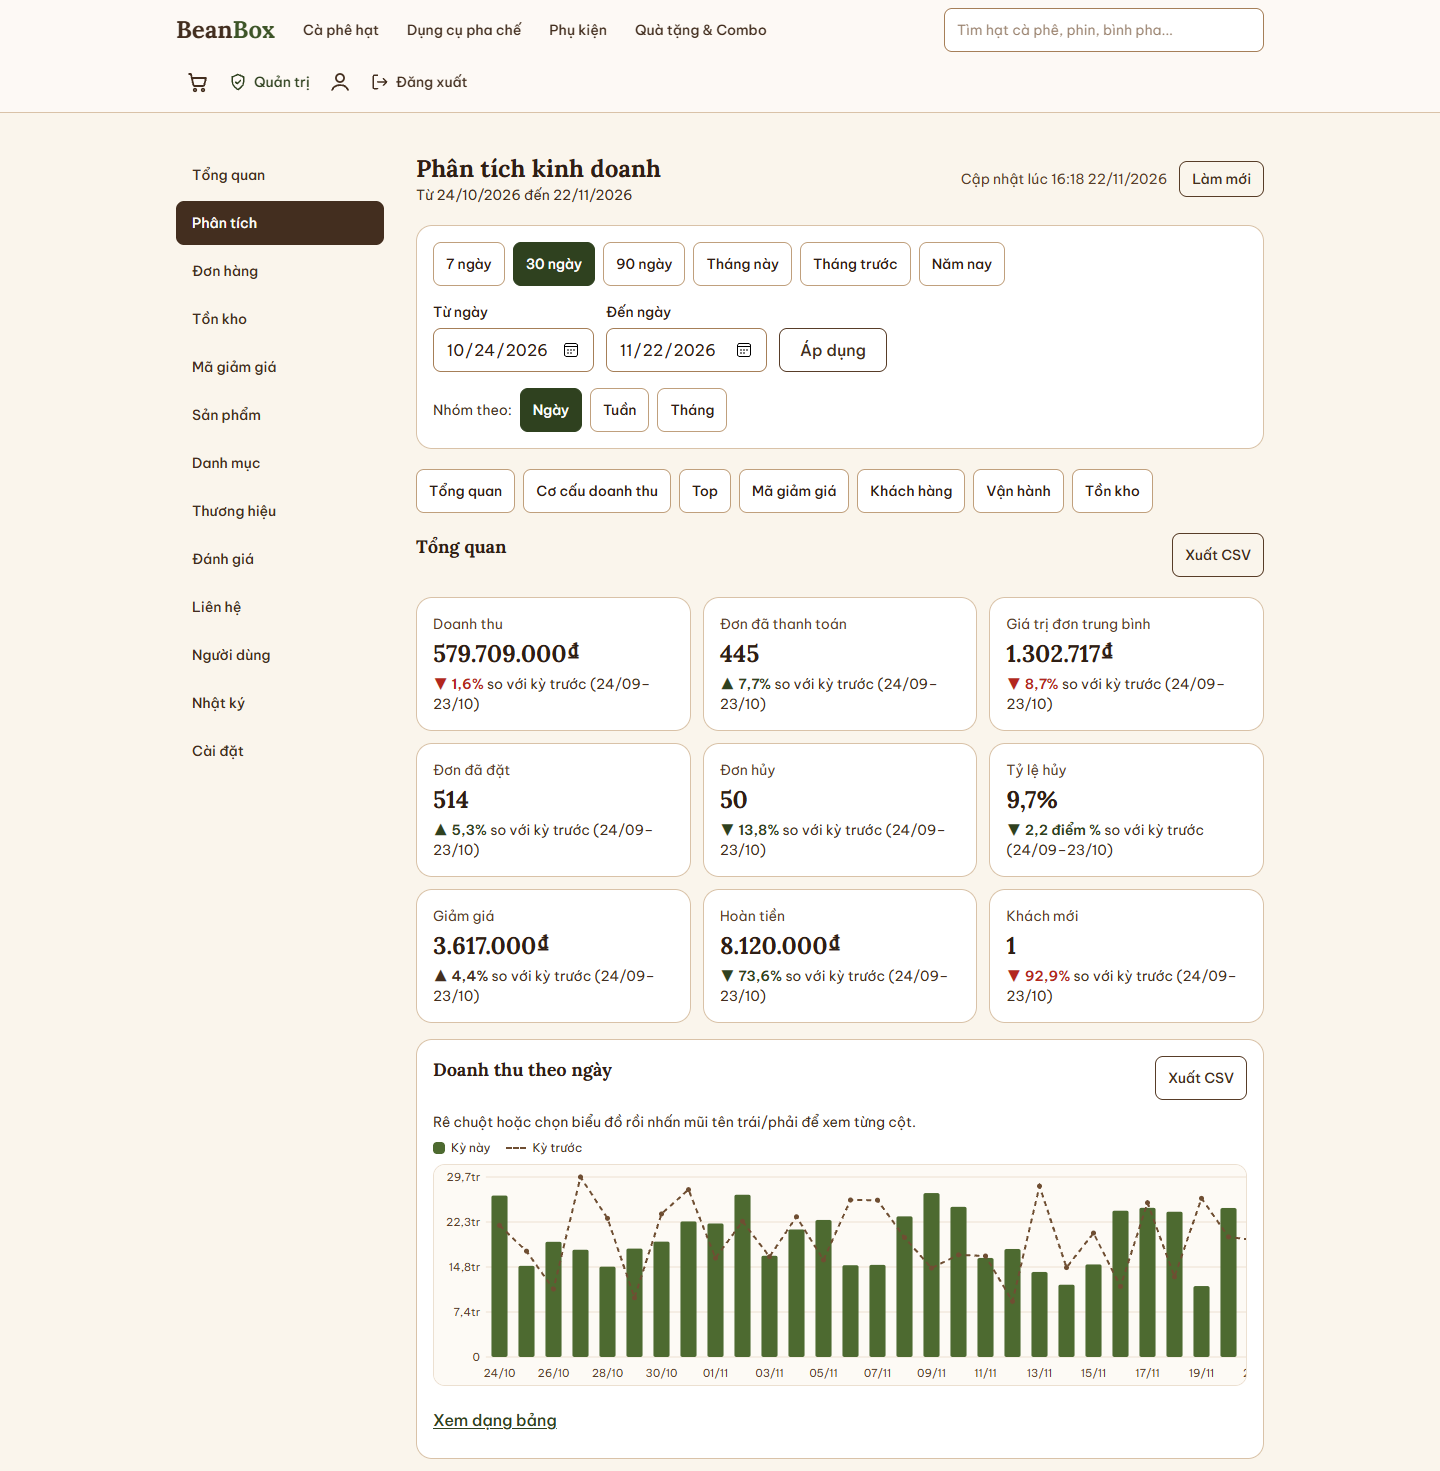 BeanBox
Cà phê hạt
Dụng cụ pha chế
Phụ kiện
Quà tặng & Combo
Tìm hạt cà phê, phin, bình pha...
Quản trị
Đăng xuất
Tổng quan
Phân tích
Đơn hàng
Tồn kho
Mã giảm giá
Sản phẩm
Danh mục
Thương hiệu
Đánh giá
Liên hệ
Người dùng
Nhật ký
Cài đặt
Phân tích kinh doanh
Từ 24/10/2026 đến 22/11/2026
Cập nhật lúc 16:18 22/11/2026
Làm mới
7 ngày
30 ngày
90 ngày
Tháng này
Tháng trước
Năm nay
Từ ngày
Đến ngày
10/24/2026
11/22/2026
Áp dụng
Nhóm theo:
Ngày
Tuần
Tháng
Tổng quan
Cơ cấu doanh thu
Top
Mã giảm giá
Khách hàng
Vận hành
Tồn kho
Tổng quan
Xuất CSV
Doanh thu
579.709.000₫
▼ 1,6% so với kỳ trước (24/09–
23/10)
Đơn đã thanh toán
445
▲ 7,7% so với kỳ trước (24/09–
23/10)
Giá trị đơn trung bình
1.302.717₫
▼ 8,7% so với kỳ trước (24/09–
23/10)
Đơn đã đặt
514
▲ 5,3% so với kỳ trước (24/09–
23/10)
Đơn hủy
50
▼ 13,8% so với kỳ trước (24/09–
23/10)
Tỷ lệ hủy
9,7%
▼ 2,2 điểm % so với kỳ trước
(24/09–23/10)
Giảm giá
3.617.000₫
▲ 4,4% so với kỳ trước (24/09–
23/10)
Hoàn tiền
8.120.000₫
▼ 73,6% so với kỳ trước (24/09–
23/10)
Khách mới
1
▼ 92,9% so với kỳ trước (24/09–
23/10)
Doanh thu theo ngày
Xuất CSV
Rê chuột hoặc chọn biểu đồ rồi nhấn mũi tên trái/phải để xem từng cột.
Kỳ này
Kỳ trước
29,7tr
22,3tr
14,8tr
7,4tr
0
24/10 26/10 28/10 30/10 01/11 03/11 05/11 07/11 09/11 11/11 13/11 15/11 17/11 19/11
Xem dạng bảng